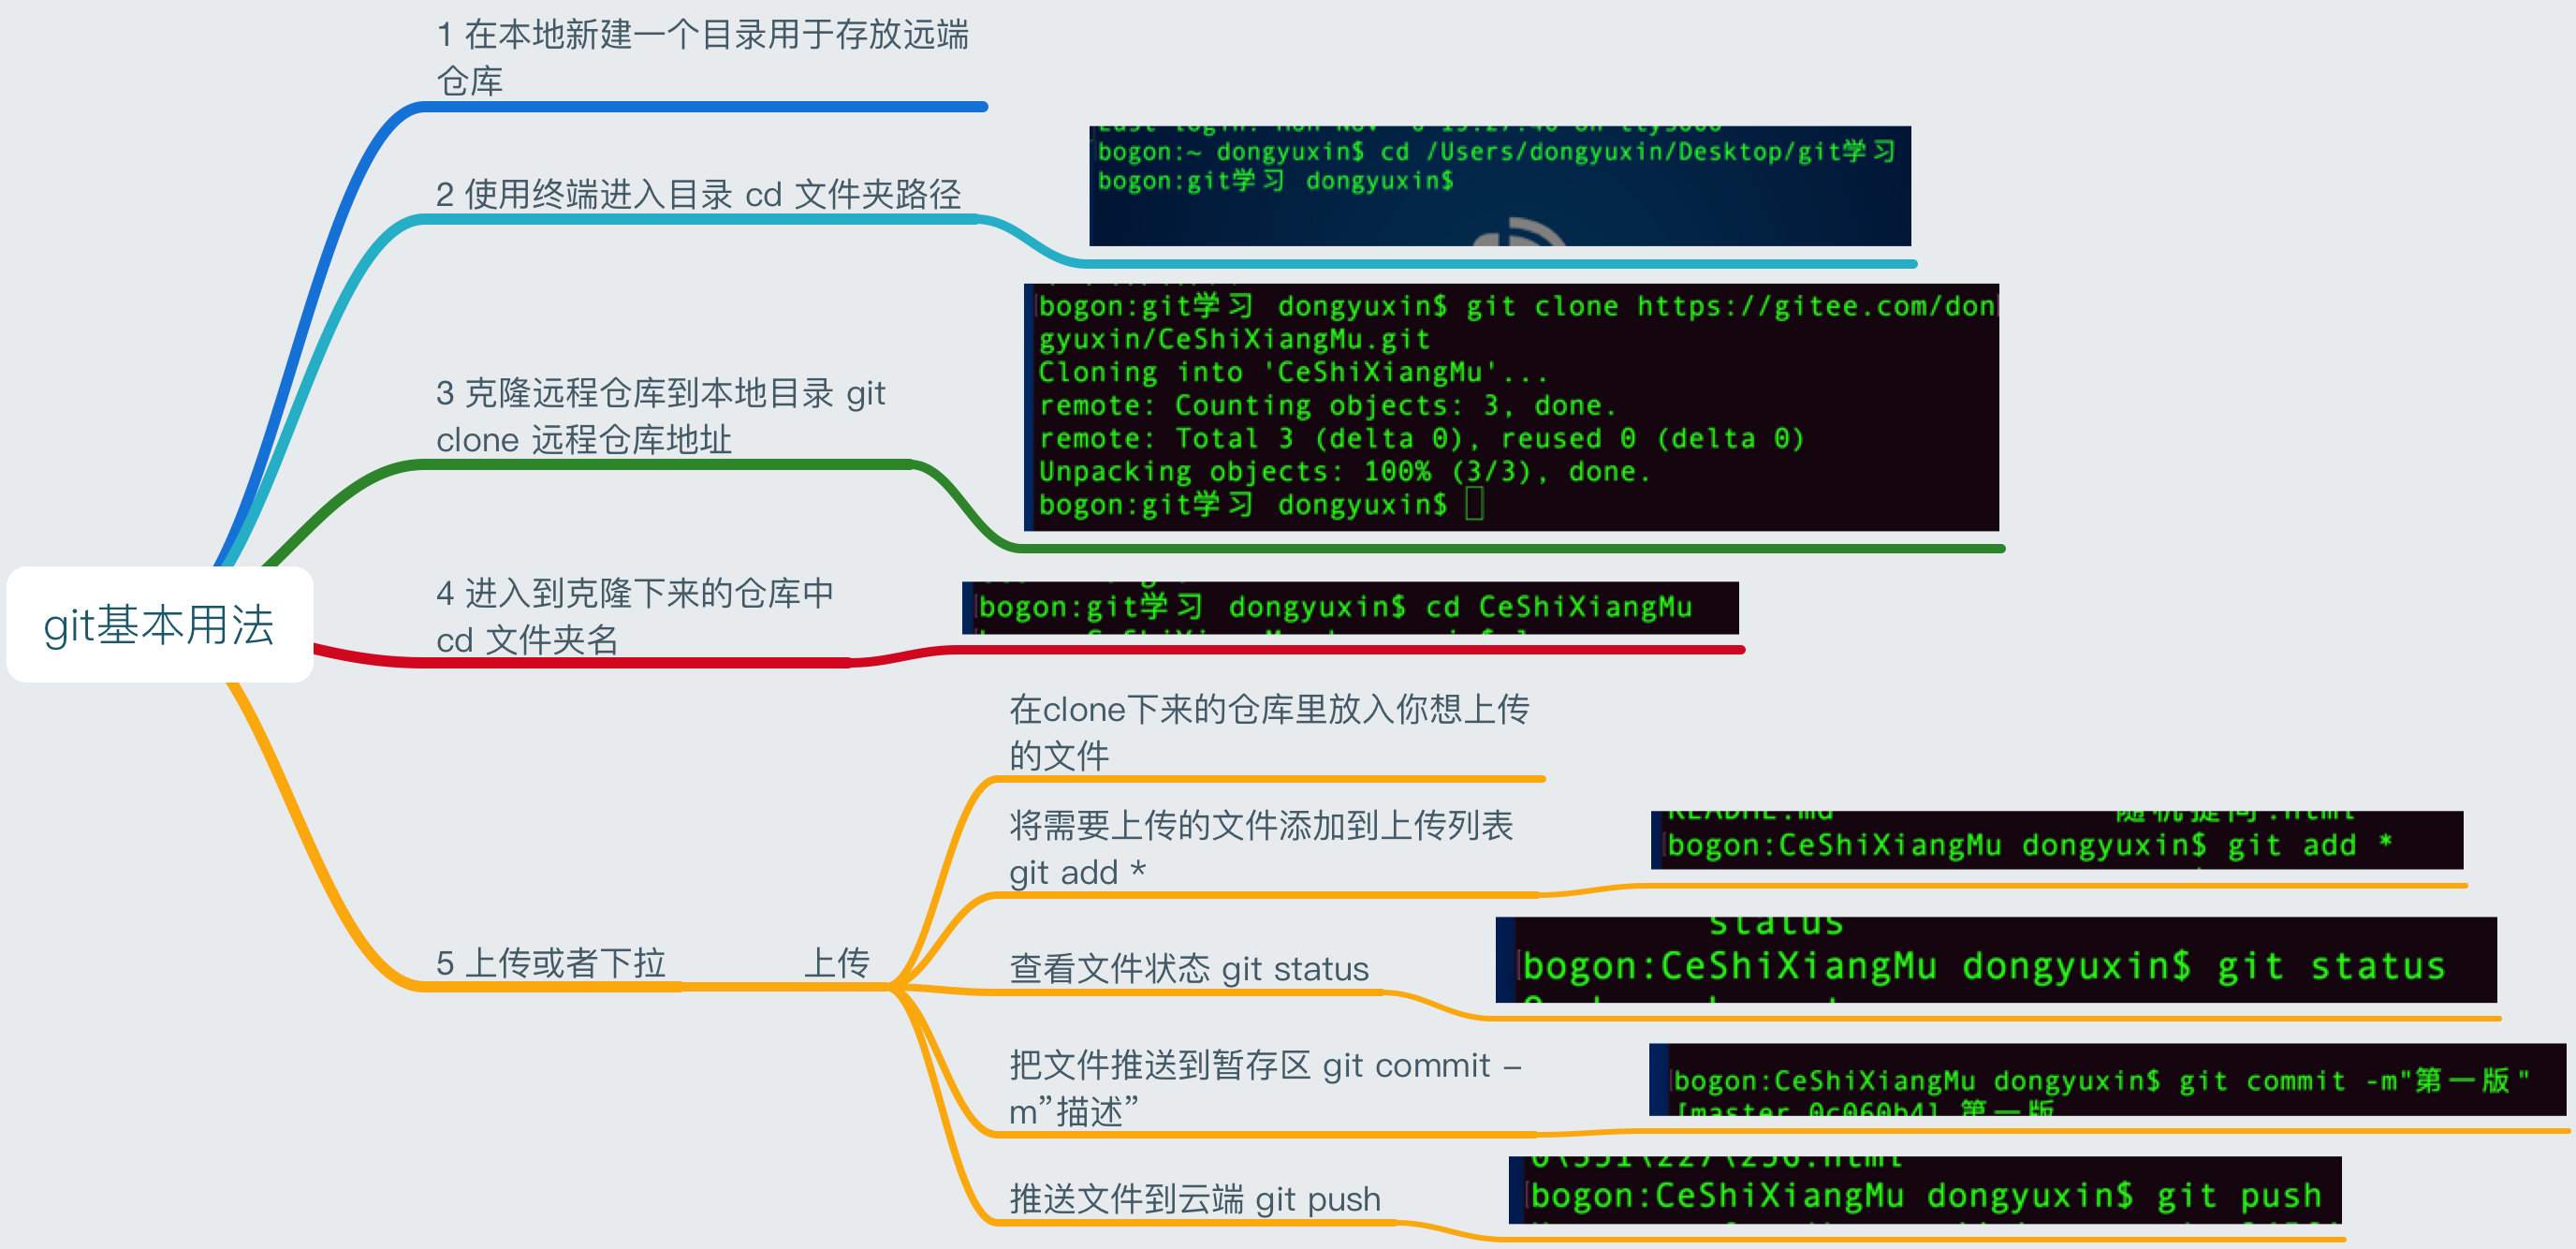 1 在本地新建一个目录用于存放远端
仓库
2 使用终端进入目录 cd 文件夹路径
bogon:~ dongyuxin$ cd /Users/dongyuxin/Desktop/git学习
bogon:git学习 dongyuxin$
3 克隆远程仓库到本地目录 git
clone 远程仓库地址
bogon:git学习 dongyuxin$ git clone https://gitee.com/don
gyuxin/CeShiXiangMu.git
Cloning into 'CeShiXiangMu'...
remote: Counting objects: 3, done.
remote: Total 3 (delta 0), reused 0 (delta 0)
Unpacking objects: 100% (3/3), done.
bogon:git学习 dongyuxin$
git基本用法
4 进入到克隆下来的仓库中
cd 文件夹名
bogon:git学习 dongyuxin$ cd CeShiXiangMu
5 上传或者下拉
上传
在clone下来的仓库里放入你想上传
的文件
将需要上传的文件添加到上传列表
git add *
README.md 随机提问.html
bogon:CeShiXiangMu dongyuxin$ git add *
查看文件状态 git status
status
bogon:CeShiXiangMu dongyuxin$ git status
把文件推送到暂存区 git commit –
m”描述”
bogon:CeShiXiangMu dongyuxin$ git commit -m"第一版"
[master 0c060b4] 第一版
推送文件到云端 git push
bogon:CeShiXiangMu dongyuxin$ git push